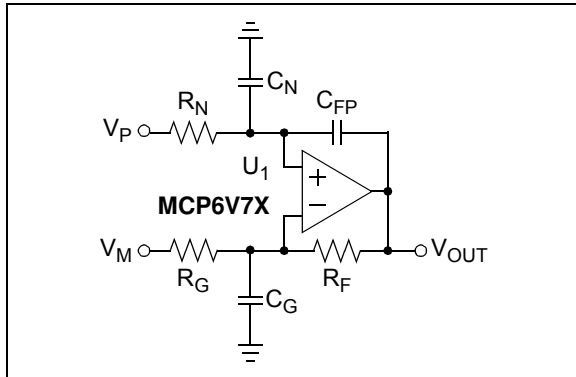 C_N
R_N
C_FP
V_P
U_1
+
MCP6V7X
−
V_M
V_OUT
R_G
R_F
C_G